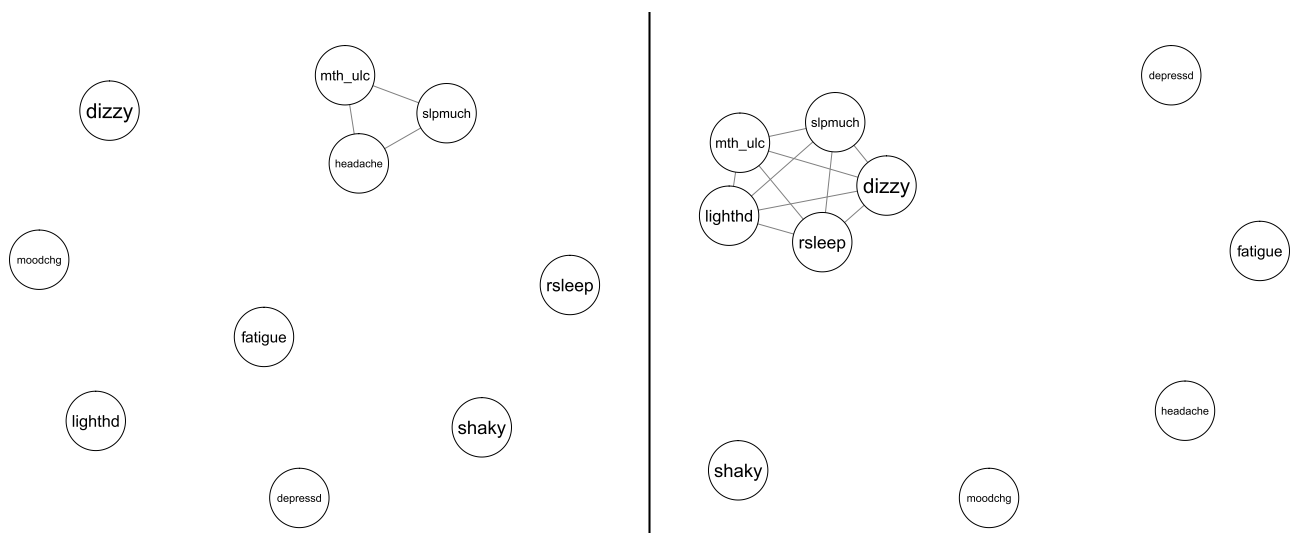 mth_ulc
dizzy
slpmuch
headache
moodchg
rsleep
fatigue
lighthd
shaky
depressd
depressd
slpmuch
mth_ulc
dizzy
lighthd
rsleep
fatigue
headache
shaky
moodchg